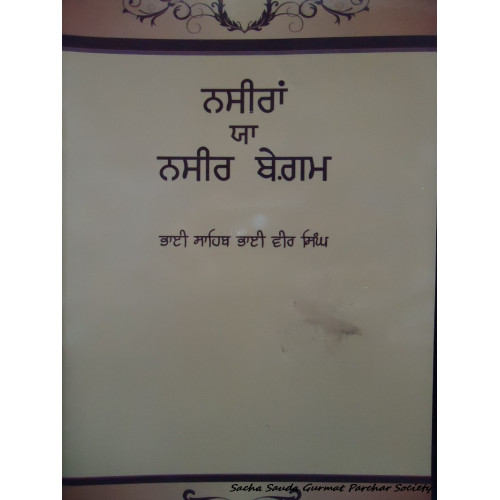 ਨਸੀਰਾਂ
ਯਾ
ਨਸੀਰ ਬੇਗ਼ਮ
ਭਾਈ ਸਾਹਿਬ ਭਾਈ ਵੀਰ ਸਿੰਘ
Sacha Sauda Gurmat Parchar Society